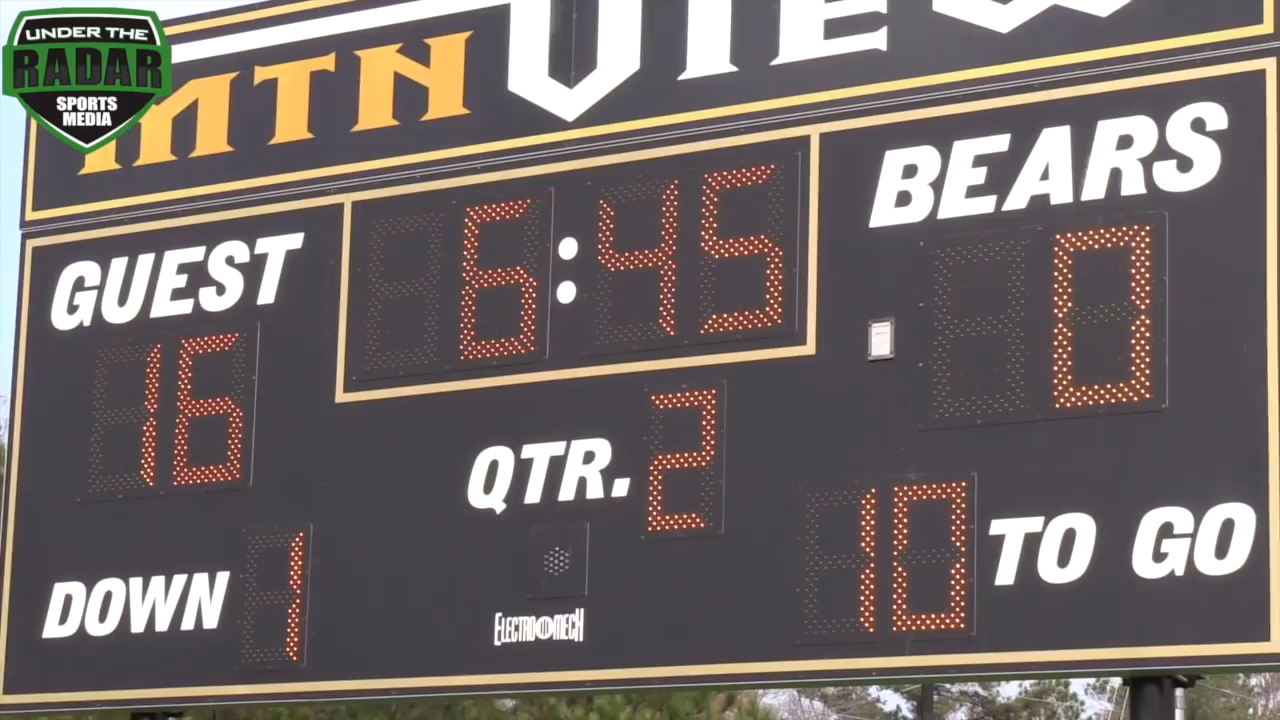 UNDER THE
RADAR
SPORTS
MEDIA
MTN VIEW
GUEST
6:45
BEARS
16
0
QTR. 2
DOWN 1
10 TO GO
ELECTRO-MECH